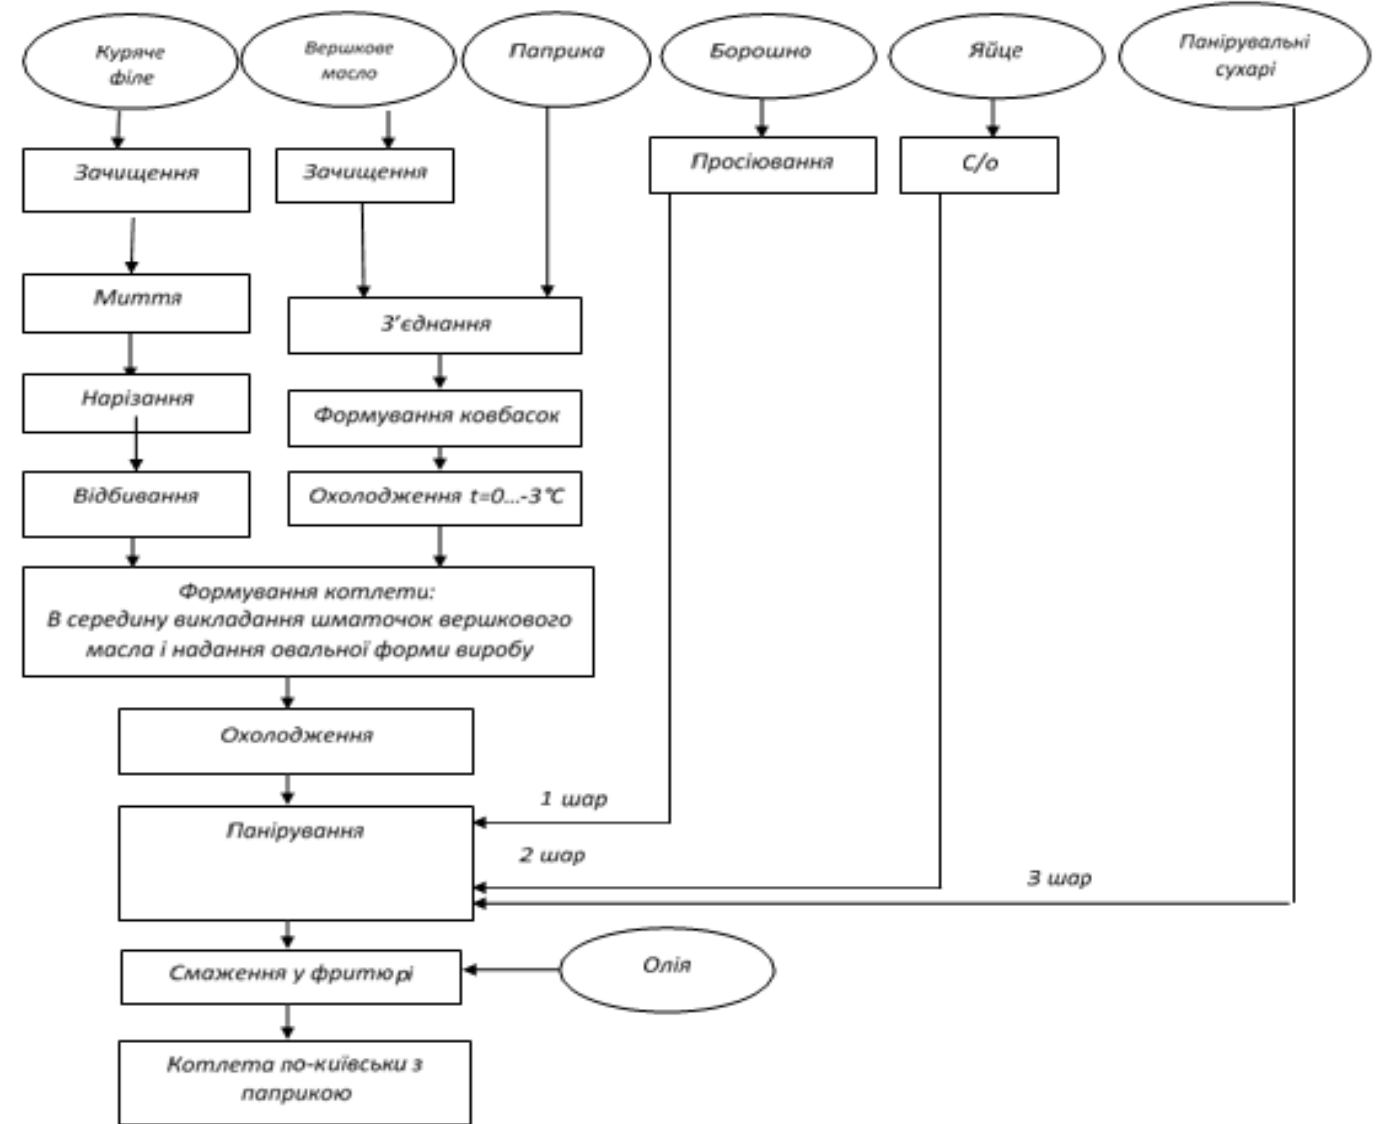 Куряче
філе
Вершкове
масло
Паприка
Борошно
Яйце
Панірувальні
сухарі
Зачищення
Зачищення
Просіювання
С/о
Миття
З’єднання
Нарізання
Формування ковбасок
Відбивання
Охолодження t=0...-3°С
Формування котлети:
В середину викладання шматочок вершкового
масла і надання овальної форми виробу
Охолодження
Панірування
1 шар
2 шар
3 шар
Смаження у фритюрі
Олія
Котлета по-київськи з
паприкою